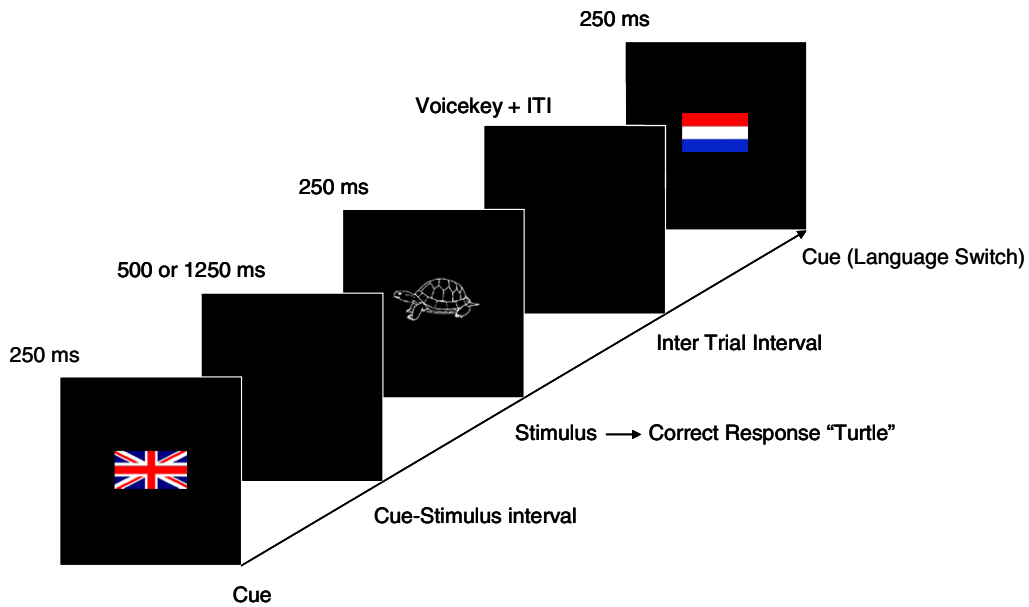 250 ms
Voicekey + ITI
250 ms
500 or 1250 ms
250 ms
Cue (Language Switch)
Inter Trial Interval
Stimulus → Correct Response “Turtle”
Cue-Stimulus interval
Cue